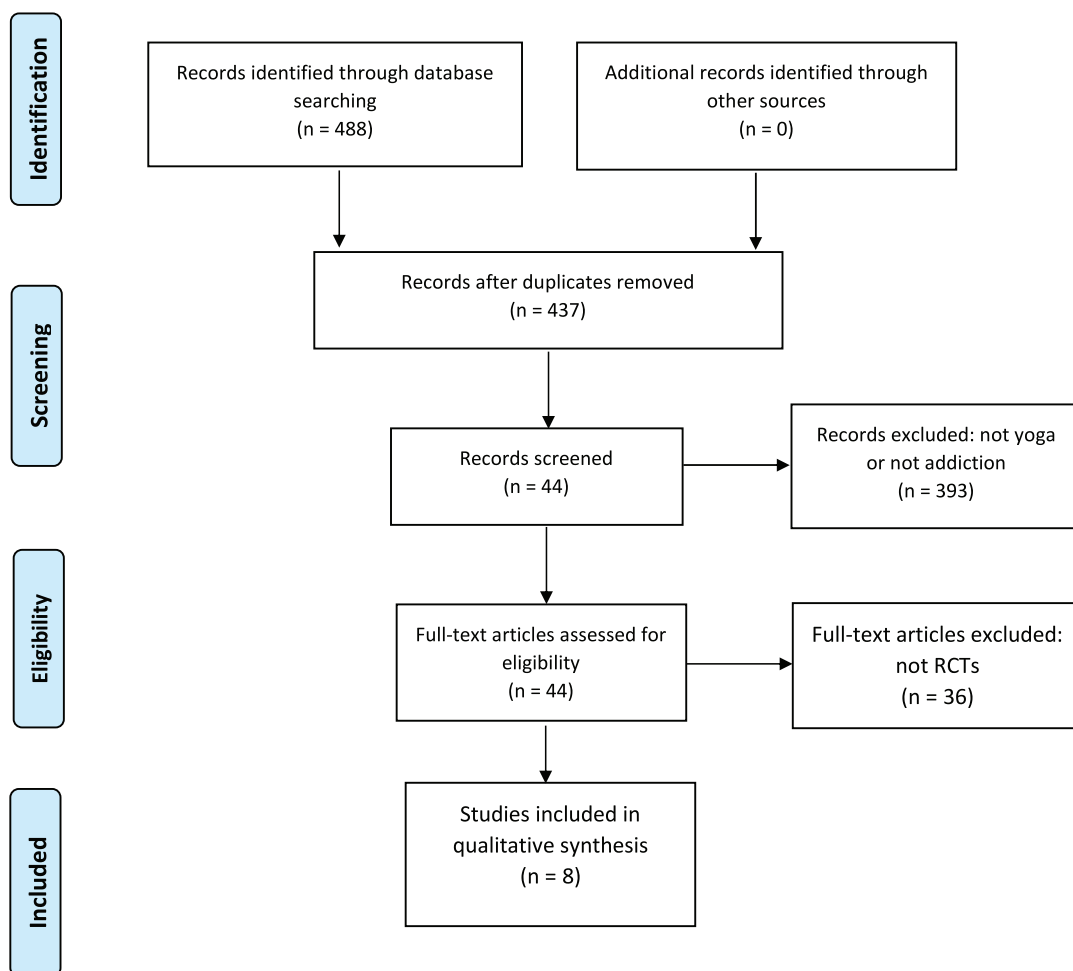 Identification
Records identified through database
searching
(n = 488)
Additional records identified through
other sources
(n = 0)
Records after duplicates removed
(n = 437)
Screening
Records screened
(n = 44)
Records excluded: not yoga
or not addiction
(n = 393)
Eligibility
Full-text articles assessed for
eligibility
(n = 44)
Full-text articles excluded:
not RCTs
(n = 36)
Included
Studies included in
qualitative synthesis
(n = 8)